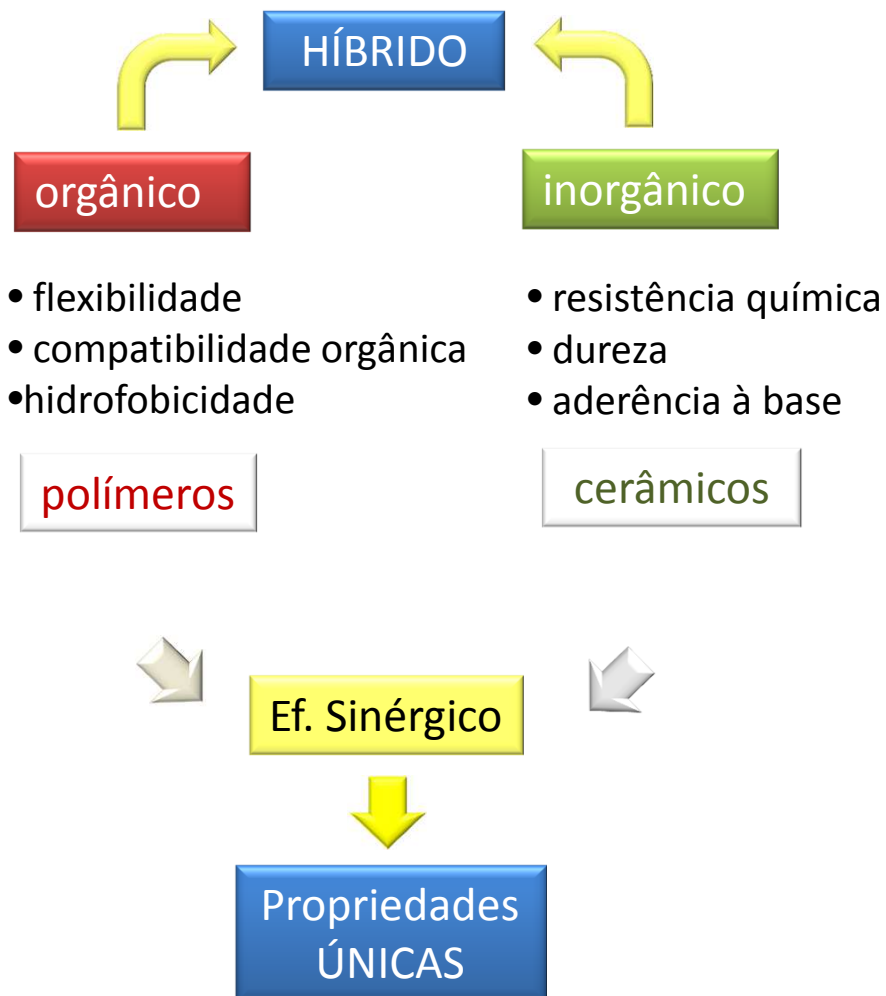 HÍBRIDO
orgânico
inorgânico
• flexibilidade
• compatibilidade orgânica
•hidrofobicidade
• resistência química
• dureza
• aderência à base
polímeros
cerâmicos
Ef. Sinérgico
Propriedades
ÚNICAS